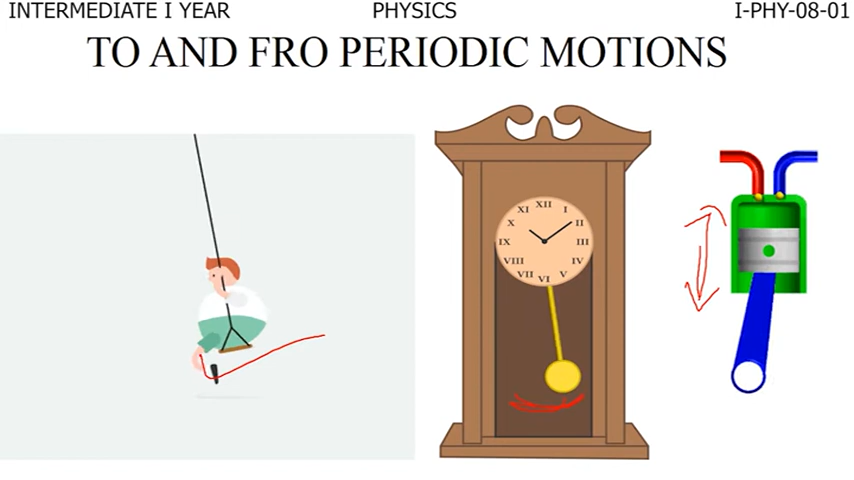 INTERMEDIATE I YEAR PHYSICS I-PHY-08-01
TO AND FRO PERIODIC MOTIONS
XII
XI I
X II
IX III
VIII IV
VII V
VI